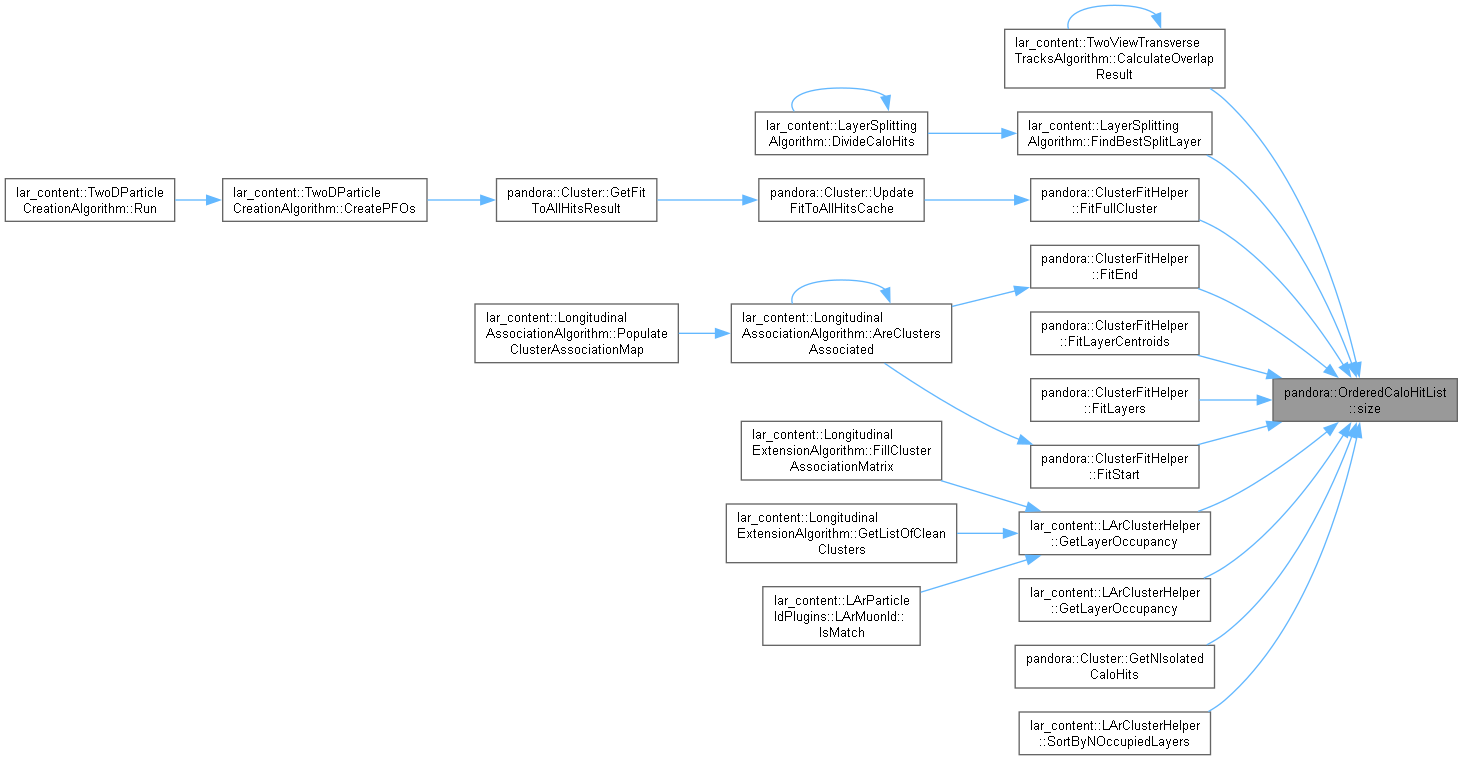 lar_content::TwoViewTransverse
TracksAlgorithm::CalculateOverlap
Result
lar_content::LayerSplitting
Algorithm::DivideCaloHits
lar_content::LayerSplitting
Algorithm::FindBestSplitLayer
lar_content::TwoDParticle
CreationAlgorithm::Run
lar_content::TwoDParticle
CreationAlgorithm::CreatePFOs
pandora::Cluster::GetFit
ToAllHitsResult
pandora::Cluster::Update
FitToAllHitsCache
pandora::ClusterFitHelper
::FitFullCluster
pandora::ClusterFitHelper
::FitEnd
lar_content::Longitudinal
AssociationAlgorithm::Populate
ClusterAssociationMap
lar_content::Longitudinal
AssociationAlgorithm::AreClusters
Associated
pandora::ClusterFitHelper
::FitLayerCentroids
pandora::ClusterFitHelper
::FitLayers
pandora::OrderedCaloHitList
::size
lar_content::Longitudinal
ExtensionAlgorithm::FillCluster
AssociationMatrix
pandora::ClusterFitHelper
::FitStart
lar_content::Longitudinal
ExtensionAlgorithm::GetListOfClean
Clusters
lar_content::LArClusterHelper
::GetLayerOccupancy
lar_content::LArParticle
IdPlugins::LArMuonId::
IsMatch
lar_content::LArClusterHelper
::GetLayerOccupancy
pandora::Cluster::GetNIsolated
CaloHits
lar_content::LArClusterHelper
::SortByNOccupiedLayers